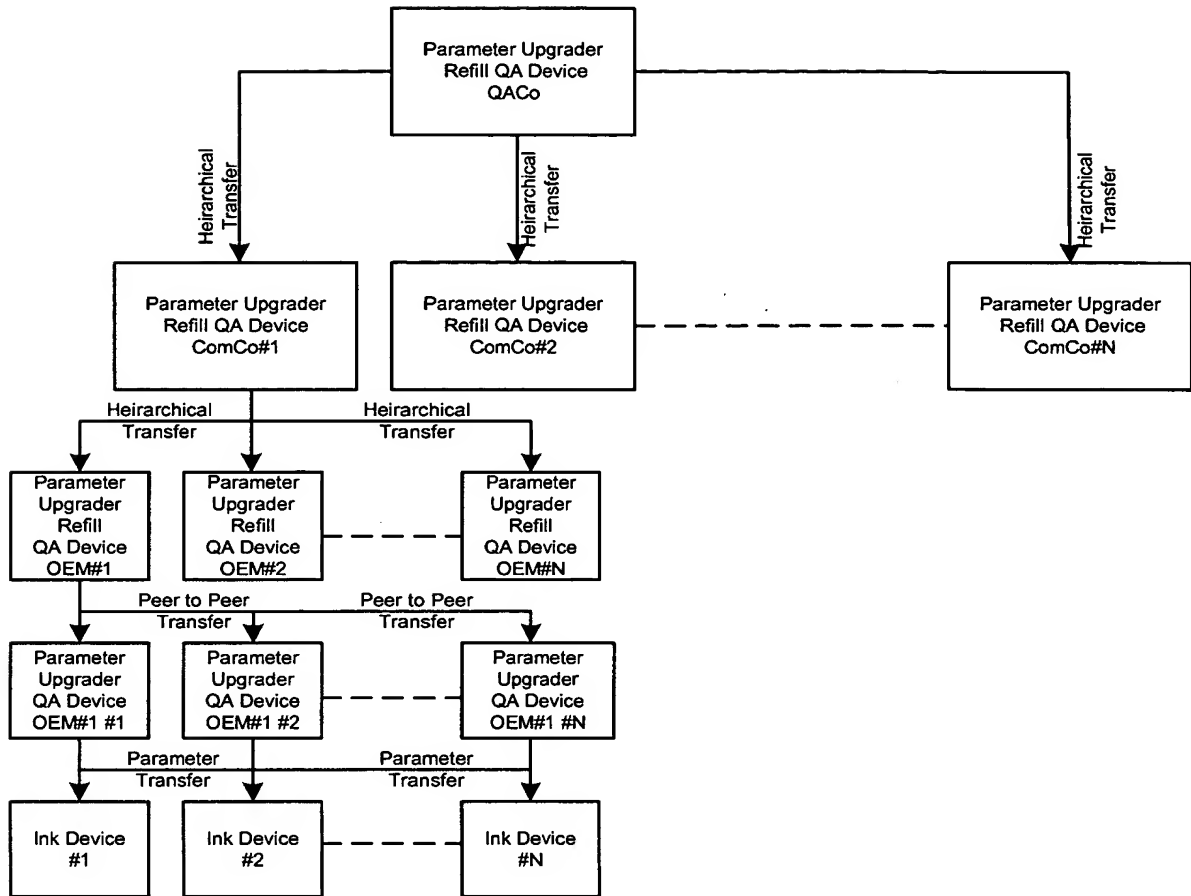 Parameter Upgrader
Refill QA Device
QACo
Heirarchical
Transfer
Heirarchical
Transfer
Heirarchical
Transfer
Parameter Upgrader
Refill QA Device
ComCo#1
Parameter Upgrader
Refill QA Device
ComCo#2
Parameter Upgrader
Refill QA Device
ComCo#N
Heirarchical
Transfer
Heirarchical
Transfer
Parameter
Upgrader
Refill
QA Device
OEM#1
Parameter
Upgrader
Refill
QA Device
OEM#2
Parameter
Upgrader
Refill
QA Device
OEM#N
Peer to Peer
Transfer
Peer to Peer
Transfer
Parameter
Upgrader
QA Device
OEM#1 #1
Parameter
Upgrader
QA Device
OEM#1 #2
Parameter
Upgrader
QA Device
OEM#1 #N
Parameter
Transfer
Parameter
Transfer
Ink Device
#1
Ink Device
#2
Ink Device
#N